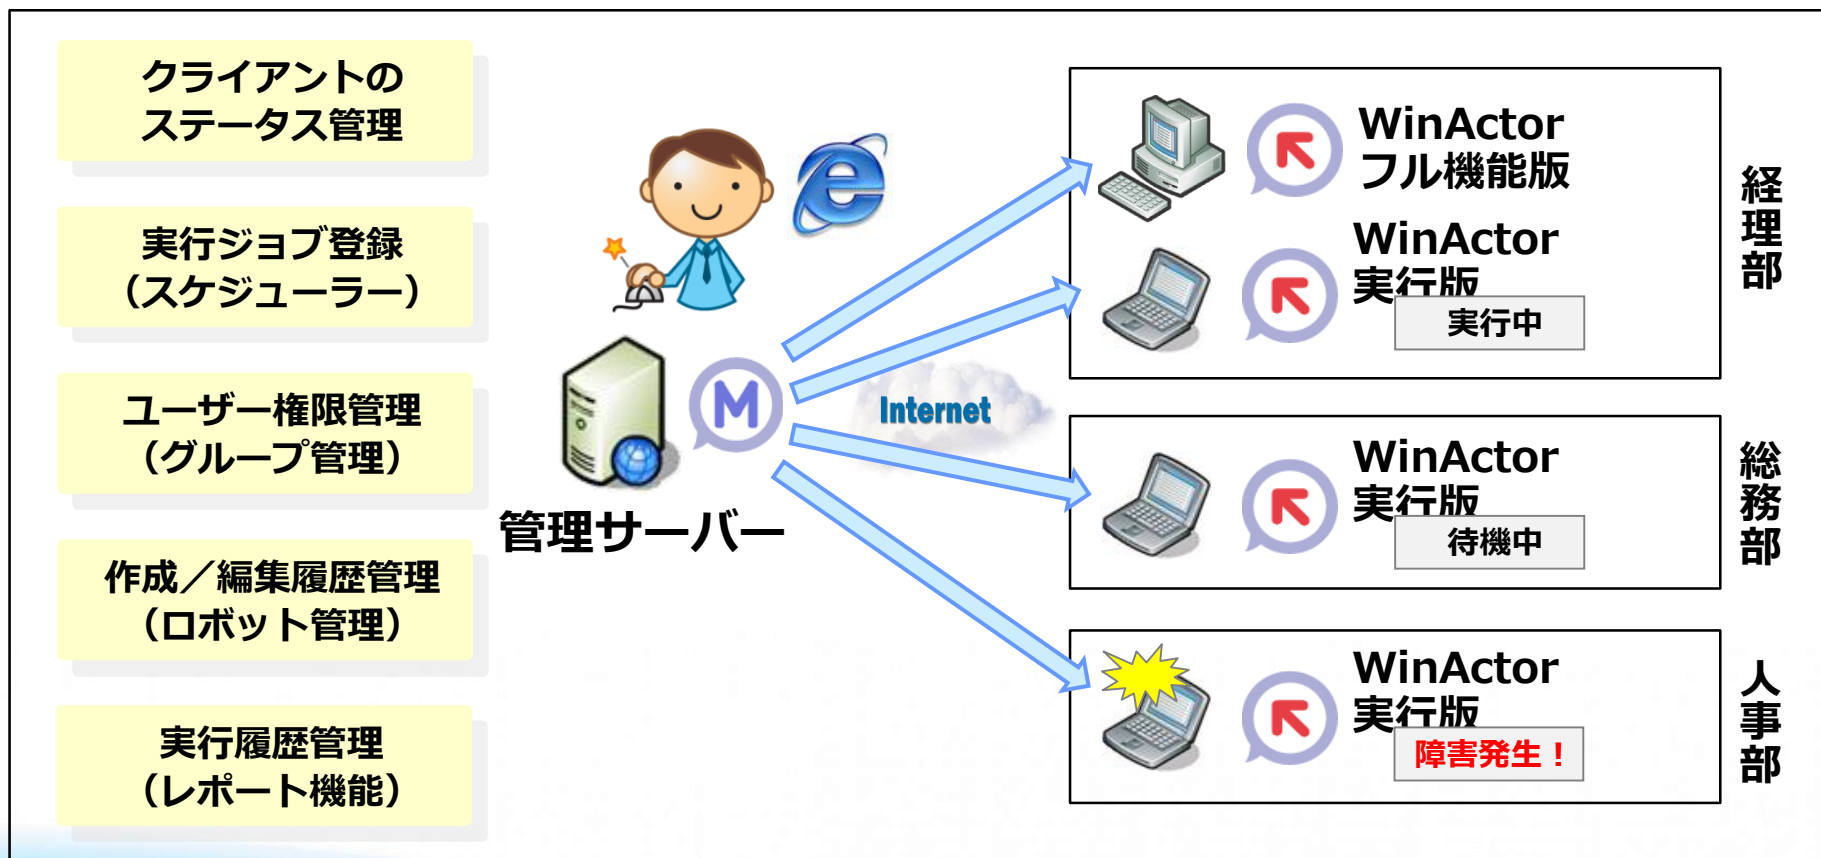 クライアントの
ステータス管理
実行ジョブ登録
（スケジューラー）
ユーザー権限管理
（グループ管理）
作成／編集履歴管理
（ロボット管理）
実行履歴管理
（レポート機能）
M
管理サーバー
Internet
WinActor
フル機能版
WinActor
実行版
実行中
経理部
WinActor
実行版
待機中
総務部
WinActor
実行版
障害発生！
人事部